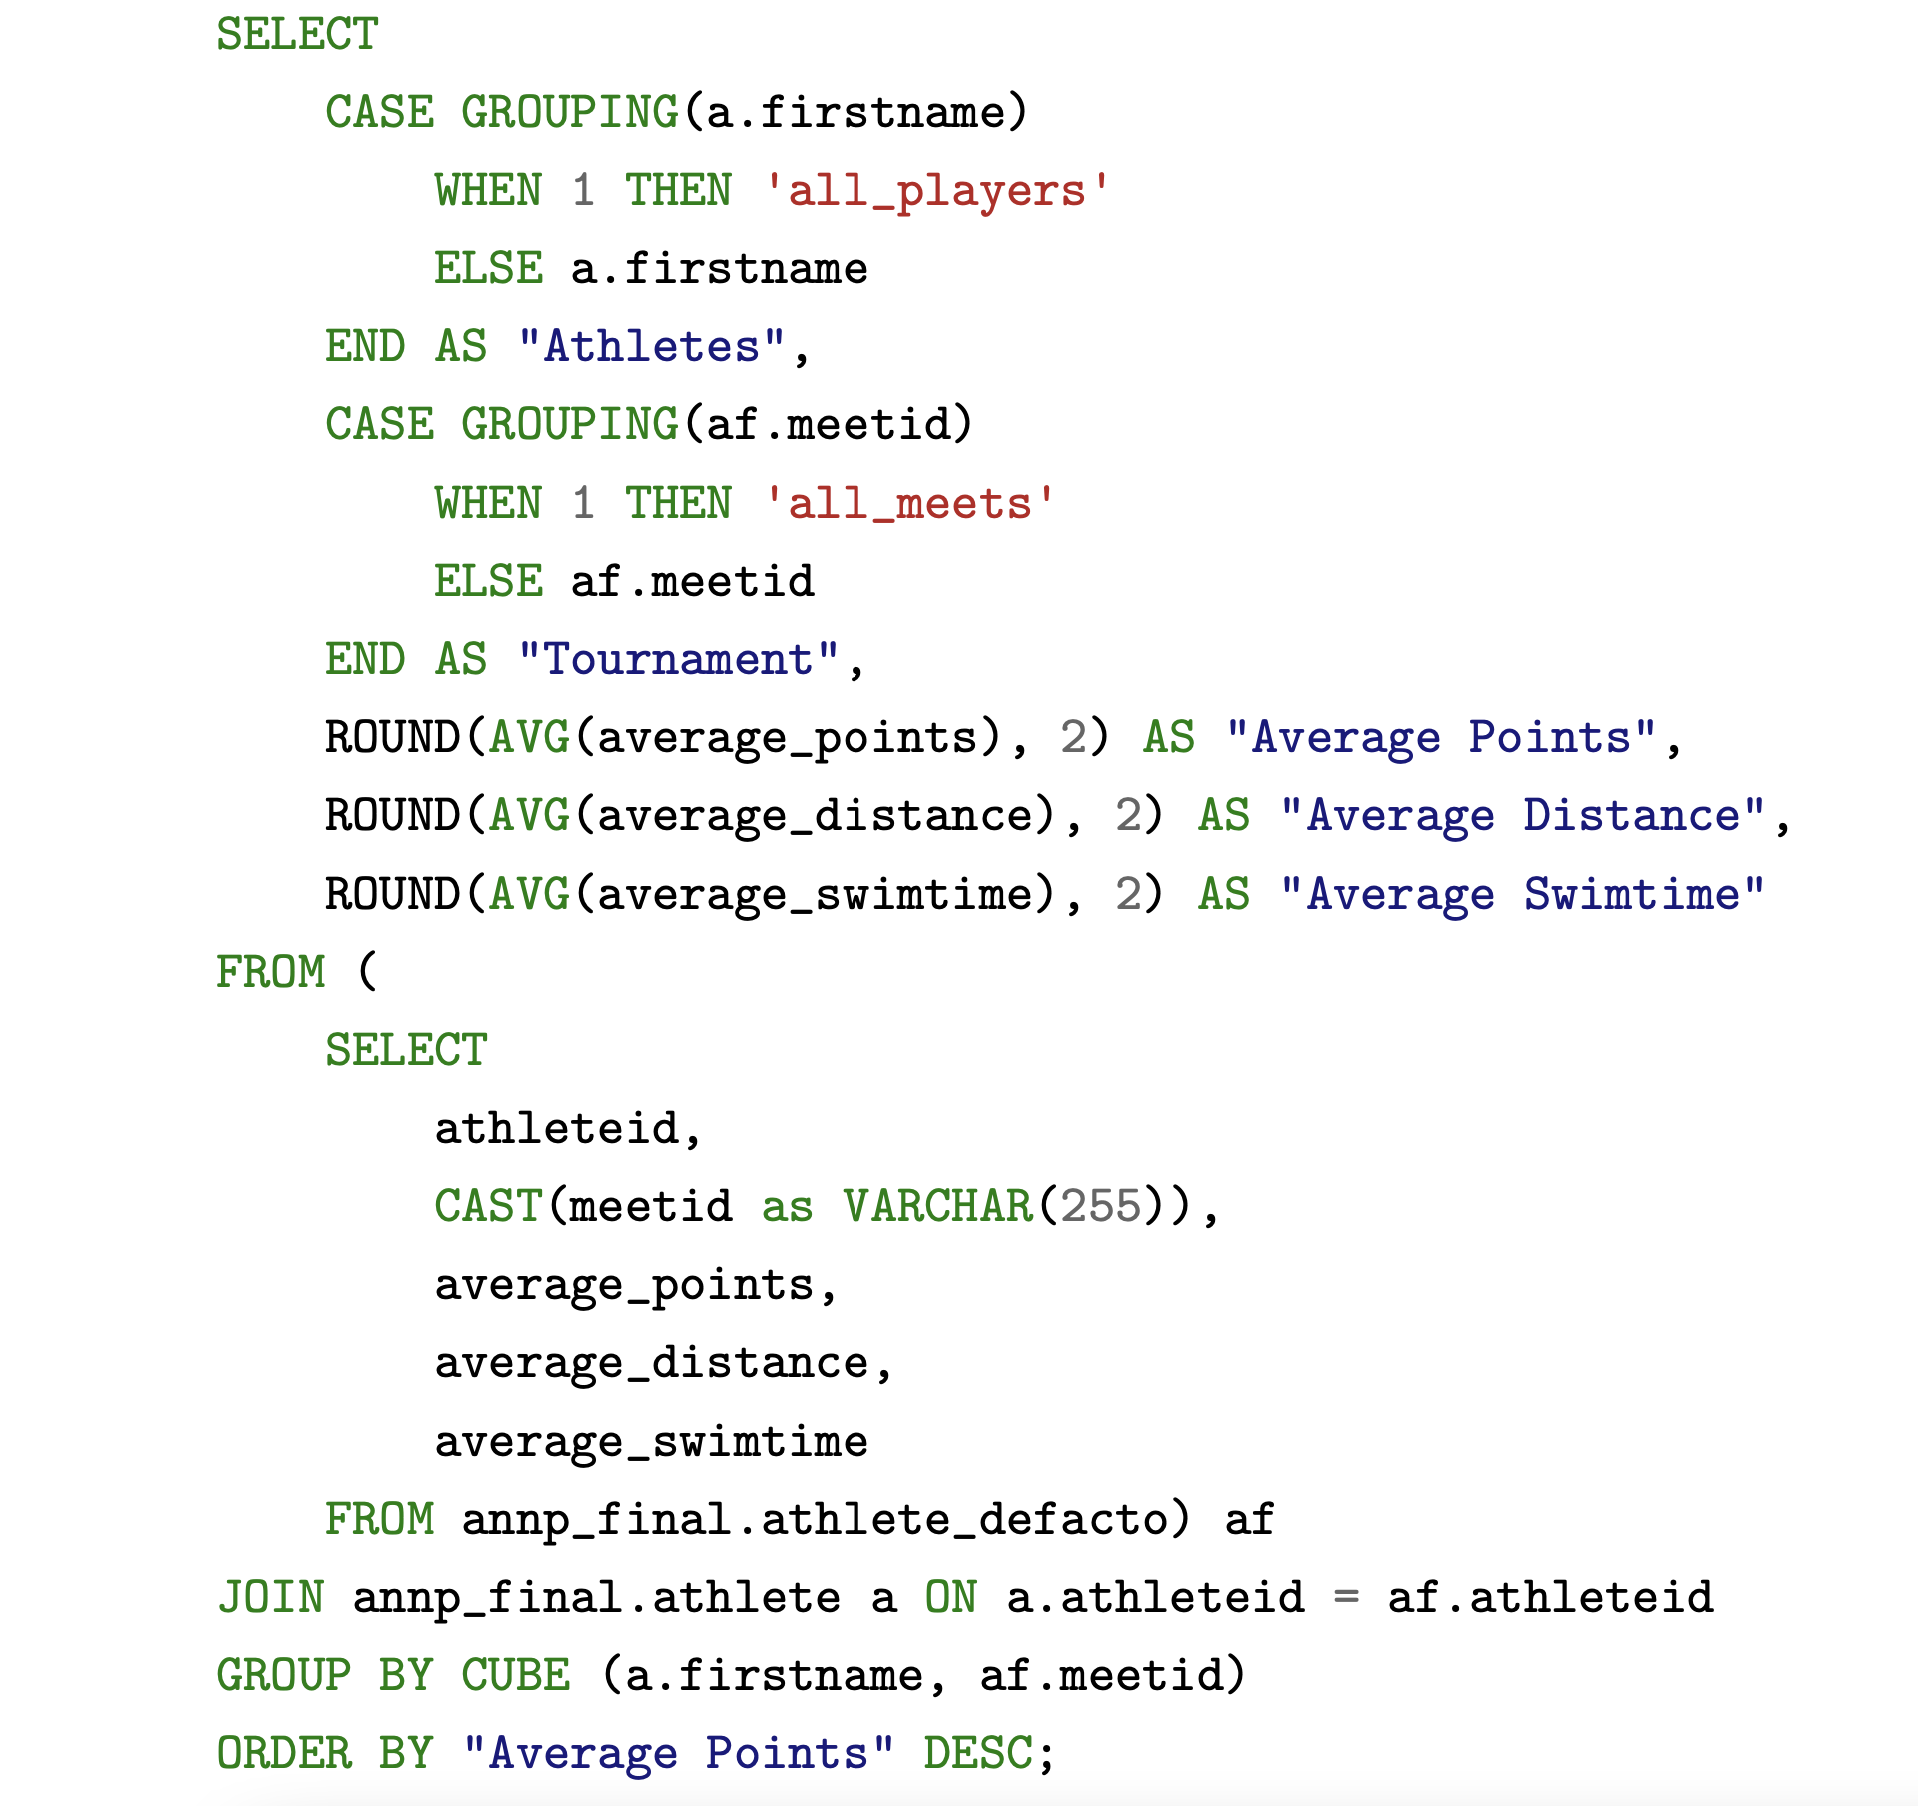 SELECT
CASE GROUPING(a.firstname)
WHEN 1 THEN 'all_players'
ELSE a.firstname
END AS "Athletes",
CASE GROUPING(af.meetid)
WHEN 1 THEN 'all_meets'
ELSE af.meetid
END AS "Tournament",
ROUND(AVG(average_points), 2) AS "Average Points",
ROUND(AVG(average_distance), 2) AS "Average Distance",
ROUND(AVG(average_swimtime), 2) AS "Average Swimtime"
FROM (
SELECT
athleteid,
CAST(meetid as VARCHAR(255)),
average_points,
average_distance,
average_swimtime
FROM annp_final.athlete_defacto) af
JOIN annp_final.athlete a ON a.athleteid = af.athleteid
GROUP BY CUBE (a.firstname, af.meetid)
ORDER BY "Average Points" DESC;